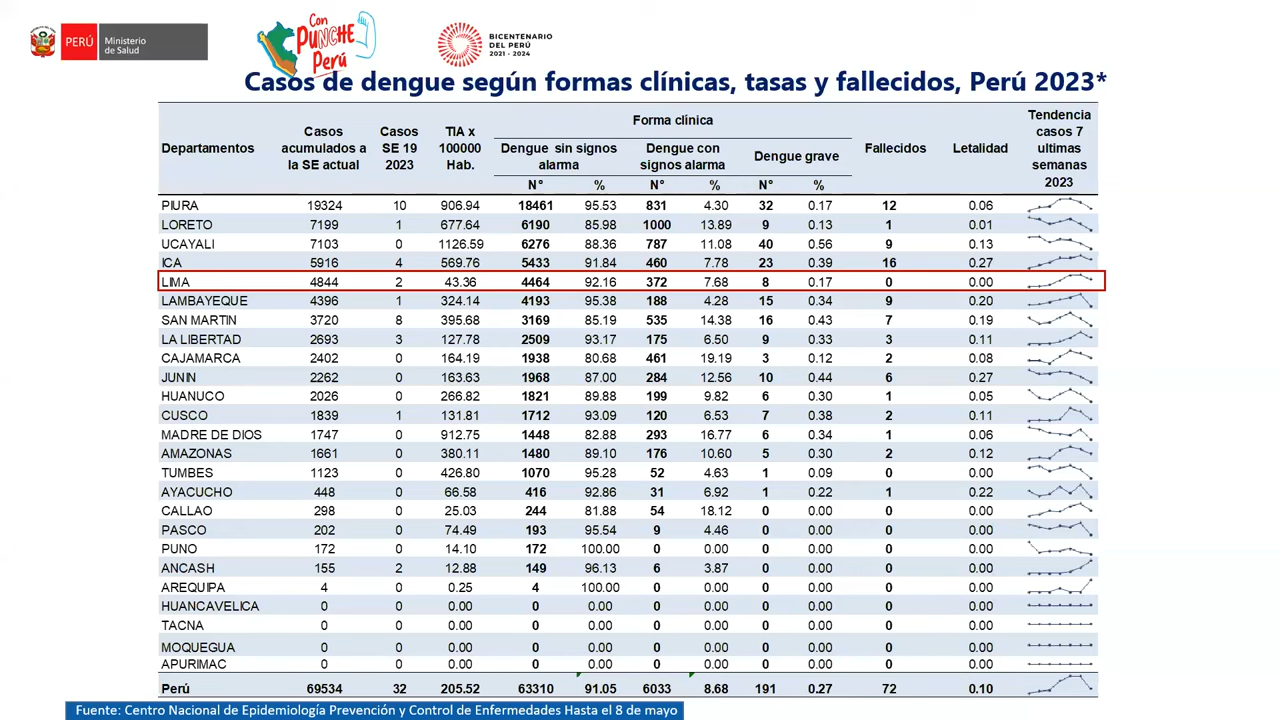 PERÚ
Ministerio
de Salud
Con
PUNCHE
Perú
BICENTENARIO
DEL PERÚ
2021 - 2024
Casos de dengue según formas clínicas, tasas y fallecidos, Perú 2023*
Departamentos Casos acumulados a la SE actual Casos SE 19 2023 TIA x 100000 Hab. Forma clínica Fallecidos Letalidad Tendencia casos 7 ultimas semanas 2023
Dengue sin signos alarma Dengue con signos alarma Dengue grave
N° % N° % N° %
PIURA 19324 10 906.94 18461 95.53 831 4.30 32 0.17 12 0.06
LORETO 7199 1 677.64 6190 85.98 1000 13.89 9 0.13 1 0.01
UCAYALI 7103 0 1126.59 6276 88.36 787 11.08 40 0.56 9 0.13
ICA 5916 4 569.76 5433 91.84 460 7.78 23 0.39 16 0.27
LIMA 4844 2 43.36 4464 92.16 372 7.68 8 0.17 0 0.00
LAMBAYEQUE 4396 1 324.14 4193 95.38 188 4.28 15 0.34 9 0.20
SAN MARTIN 3720 8 395.68 3169 85.19 535 14.38 16 0.43 7 0.19
LA LIBERTAD 2693 3 127.78 2509 93.17 175 6.50 9 0.33 3 0.11
CAJAMARCA 2402 0 164.19 1938 80.68 461 19.19 3 0.12 2 0.08
JUNIN 2262 0 163.63 1968 87.00 284 12.56 10 0.44 6 0.27
HUANUCO 2026 0 266.82 1821 89.88 199 9.82 6 0.30 1 0.05
CUSCO 1839 1 131.81 1712 93.09 120 6.53 7 0.38 2 0.11
MADRE DE DIOS 1747 0 912.75 1448 82.88 293 16.77 6 0.34 1 0.06
AMAZONAS 1661 0 380.11 1480 89.10 176 10.60 5 0.30 2 0.12
TUMBES 1123 0 426.80 1070 95.28 52 4.63 1 0.09 0 0.00
AYACUCHO 448 0 66.58 416 92.86 31 6.92 1 0.22 1 0.22
CALLAO 298 0 25.03 244 81.88 54 18.12 0 0.00 0 0.00
PASCO 202 0 74.49 193 95.54 9 4.46 0 0.00 0 0.00
PUNO 172 0 14.10 172 100.00 0 0.00 0 0.00 0 0.00
ANCASH 155 2 12.88 149 96.13 6 3.87 0 0.00 0 0.00
AREQUIPA 4 0 0.25 4 100.00 0 0.00 0 0.00 0 0.00
HUANCAVELICA 0 0 0.00 0 0.00 0 0.00 0 0.00 0 0.00
TACNA 0 0 0.00 0 0.00 0 0.00 0 0.00 0 0.00
MOQUEGUA 0 0 0.00 0 0.00 0 0.00 0 0.00 0 0.00
APURIMAC 0 0 0.00 0 0.00 0 0.00 0 0.00 0 0.00
Perú 69534 32 205.52 63310 91.05 6033 8.68 191 0.27 72 0.10
Fuente: Centro Nacional de Epidemiología Prevención y Control de Enfermedades Hasta el 8 de mayo